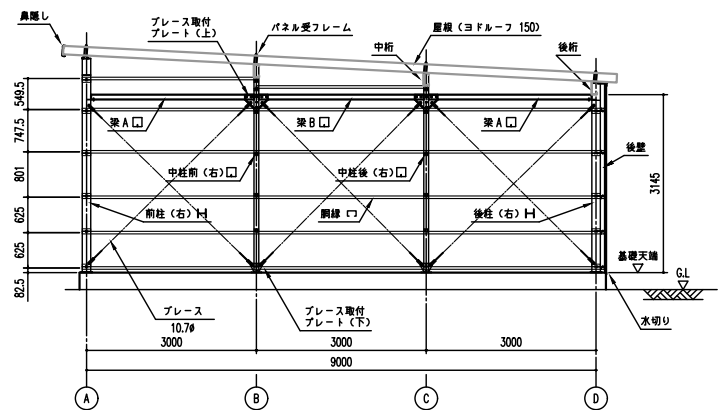 鼻隠し
ブレース取付
プレート(上)
パネル受フレーム
中桁
屋根(ヨドルーフ 150)
後桁
549.5
747.5
801
625
625
82.5
梁A
梁B
梁A
中柱前(右)
中柱後(右)
前柱(右)
胴縁
後柱(右)
後壁
3145
基礎天端
G.L
水切り
ブレース
10.7φ
ブレース取付
プレート(下)
3000
3000
3000
9000
A
B
C
D